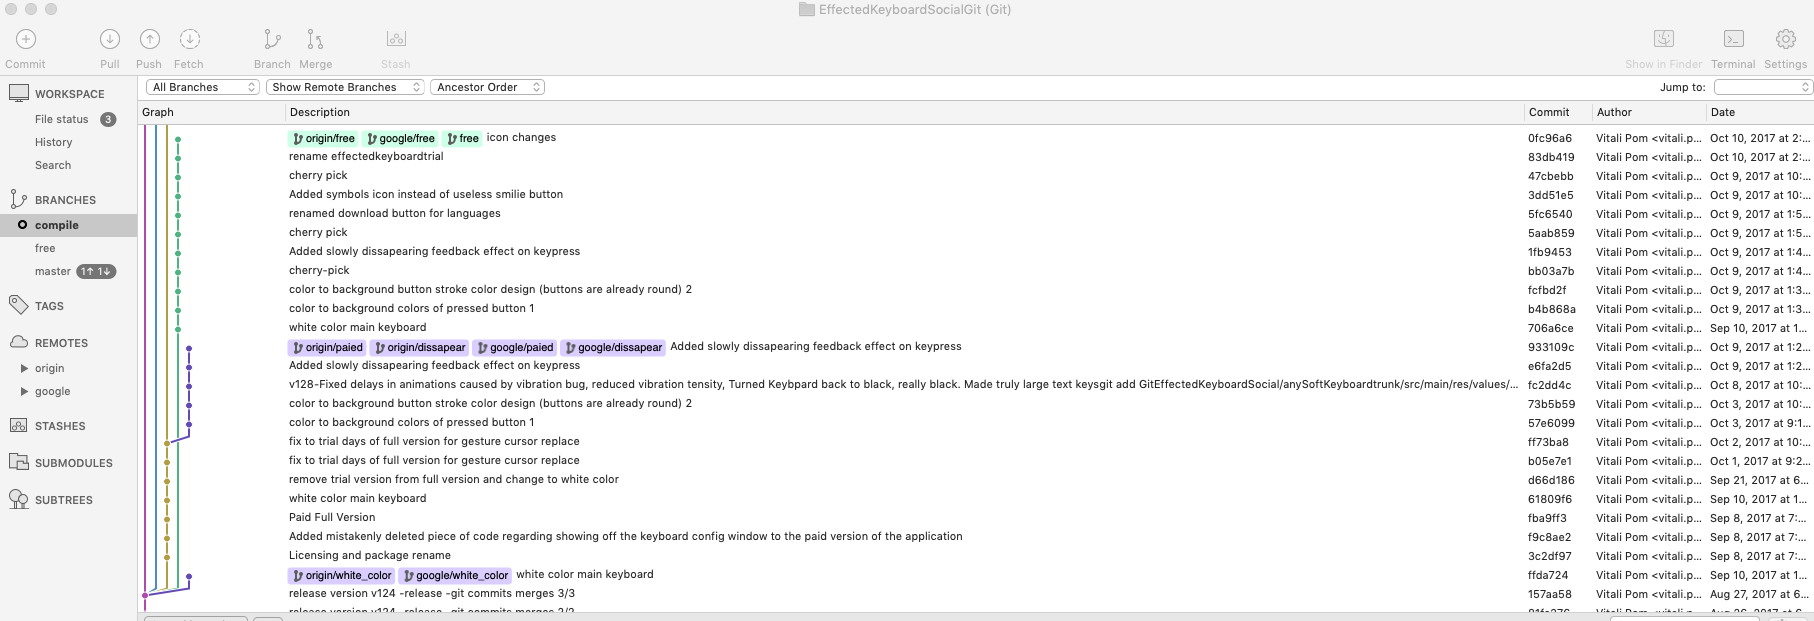 EffectedKeyboardSocialGit (Git)
Commit Pull Push Fetch Branch Merge Stash Show in Finder Terminal Settings
All Branches Show Remote Branches Ancestor Order Jump to:
WORKSPACE
File status 3
History
Search
BRANCHES
compile
free
master 1↑ 1↓
TAGS
REMOTES
origin
google
STASHES
SUBMODULES
SUBTREES
Graph Description Commit Author Date
origin/free google/free free icon changes 0fc96a6 Vitali Pom <vitali.p... Oct 10, 2017 at 2:...
rename effectedkeyboardtrial 83db419 Vitali Pom <vitali.p... Oct 10, 2017 at 2:...
cherry pick 47cbebb Vitali Pom <vitali.p... Oct 9, 2017 at 10:...
Added symbols icon instead of useless smilie button 3dd51e5 Vitali Pom <vitali.p... Oct 9, 2017 at 10:...
renamed download button for languages 5fc6540 Vitali Pom <vitali.p... Oct 9, 2017 at 1:5...
cherry pick 5aab859 Vitali Pom <vitali.p... Oct 9, 2017 at 1:5...
Added slowly dissapearing feedback effect on keypress 1fb9453 Vitali Pom <vitali.p... Oct 9, 2017 at 1:4...
cherry-pick bb03a7b Vitali Pom <vitali.p... Oct 9, 2017 at 1:4...
color to background button stroke color design (buttons are already round) 2 fcfbd2f Vitali Pom <vitali.p... Oct 9, 2017 at 1:3...
color to background colors of pressed button 1 b4b868a Vitali Pom <vitali.p... Oct 9, 2017 at 1:3...
white color main keyboard 706a6ce Vitali Pom <vitali.p... Sep 10, 2017 at 1...
origin/paied origin/dissapear google/paied google/dissapear Added slowly dissapearing feedback effect on keypress 933109c Vitali Pom <vitali.p... Oct 9, 2017 at 1:2...
Added slowly dissapearing feedback effect on keypress e6fa2d5 Vitali Pom <vitali.p... Oct 9, 2017 at 1:2...
v128-Fixed delays in animations caused by vibration bug, reduced vibration tensity, Turned Keybpard back to black, really black. Made truly large text keysgit add GitEffectedKeyboardSocial/anySoftKeyboardtrunk/src/main/res/values/... fc2dd4c Vitali Pom <vitali.p... Oct 8, 2017 at 10:...
color to background button stroke color design (buttons are already round) 2 73b5b59 Vitali Pom <vitali.p... Oct 3, 2017 at 10:...
color to background colors of pressed button 1 57e6099 Vitali Pom <vitali.p... Oct 3, 2017 at 9:1...
fix to trial days of full version for gesture cursor replace ff73ba8 Vitali Pom <vitali.p... Oct 2, 2017 at 10:...
fix to trial days of full version for gesture cursor replace b05e7e1 Vitali Pom <vitali.p... Oct 1, 2017 at 9:2...
remove trial version from full version and change to white color d66d186 Vitali Pom <vitali.p... Sep 21, 2017 at 6...
white color main keyboard 61809f6 Vitali Pom <vitali.p... Sep 10, 2017 at 1...
Paid Full Version fba9ff3 Vitali Pom <vitali.p... Sep 8, 2017 at 7:...
Added mistakenly deleted piece of code regarding showing off the keyboard config window to the paid version of the application f9c8ae2 Vitali Pom <vitali.p... Sep 8, 2017 at 7:...
Licensing and package rename 3c2df97 Vitali Pom <vitali.p... Sep 8, 2017 at 7:...
origin/white_color google/white_color white color main keyboard ffda724 Vitali Pom <vitali.p... Sep 10, 2017 at 1...
release version v124 -release -git commits merges 3/3 157aa58 Vitali Pom <vitali.p... Aug 27, 2017 at 6...
release version v124 -release -git commits merges